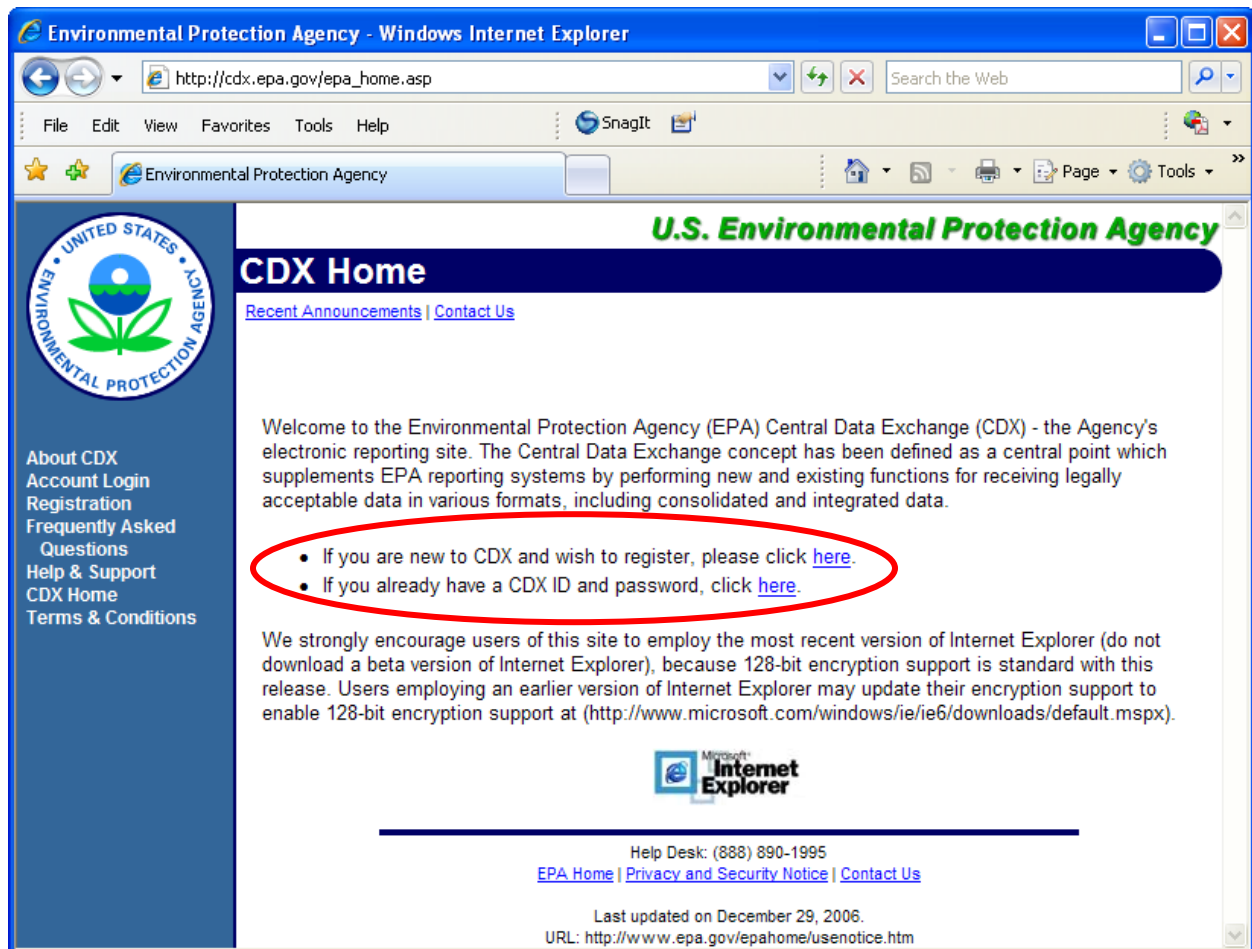 Environmental Protection Agency - Windows Internet Explorer
http://cdx.epa.gov/epa_home.asp
Search the Web
File Edit View Favorites Tools Help
SnagIt
Environmental Protection Agency
Page
Tools
»
UNITED STATES
ENVIRONMENTAL PROTECTION AGENCY
U.S. Environmental Protection Agency
CDX Home
Recent Announcements | Contact Us
About CDX
Account Login
Registration
Frequently Asked
Questions
Help & Support
CDX Home
Terms & Conditions
Welcome to the Environmental Protection Agency (EPA) Central Data Exchange (CDX) - the Agency's
electronic reporting site. The Central Data Exchange concept has been defined as a central point which
supplements EPA reporting systems by performing new and existing functions for receiving legally
acceptable data in various formats, including consolidated and integrated data.
• If you are new to CDX and wish to register, please click here.
• If you already have a CDX ID and password, click here.
We strongly encourage users of this site to employ the most recent version of Internet Explorer (do not
download a beta version of Internet Explorer), because 128-bit encryption support is standard with this
release. Users employing an earlier version of Internet Explorer may update their encryption support to
enable 128-bit encryption support at (http://www.microsoft.com/windows/ie/ie6/downloads/default.mspx).
Microsoft
Internet
Explorer
Help Desk: (888) 890-1995
EPA Home | Privacy and Security Notice | Contact Us
Last updated on December 29, 2006.
URL: http://www.epa.gov/epahome/usenotice.htm